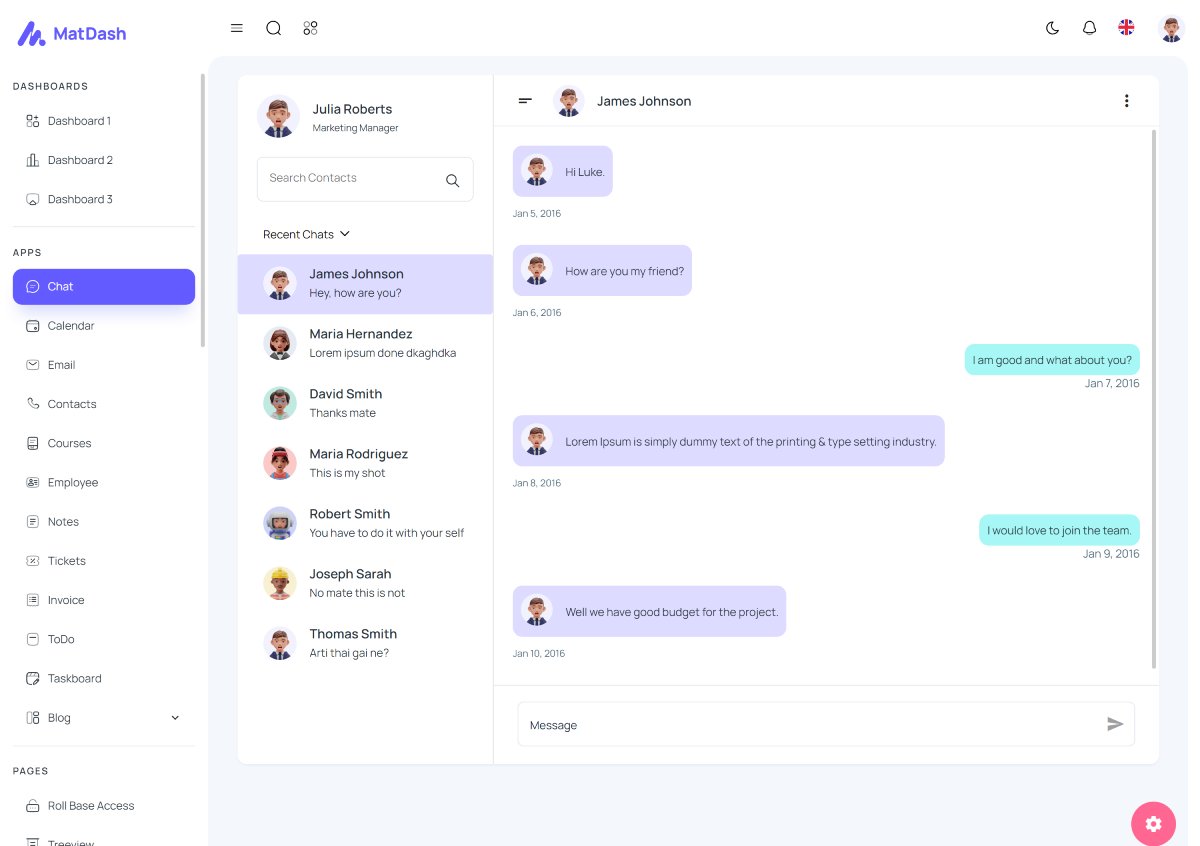 MatDash
DASHBOARDS
Dashboard 1
Dashboard 2
Dashboard 3
APPS
Chat
Calendar
Email
Contacts
Courses
Employee
Notes
Tickets
Invoice
ToDo
Taskboard
Blog
PAGES
Roll Base Access
Treeview
Julia Roberts
Marketing Manager
Search Contacts
Recent Chats
James Johnson
Hey, how are you?
Maria Hernandez
Lorem ipsum done dkaghdka
David Smith
Thanks mate
Maria Rodriguez
This is my shot
Robert Smith
You have to do it with your self
Joseph Sarah
No mate this is not
Thomas Smith
Arti thai gai ne?
James Johnson
Hi Luke.
Jan 5, 2016
How are you my friend?
Jan 6, 2016
I am good and what about you?
Jan 7, 2016
Lorem Ipsum is simply dummy text of the printing & type setting industry.
Jan 8, 2016
I would love to join the team.
Jan 9, 2016
Well we have good budget for the project.
Jan 10, 2016
Message